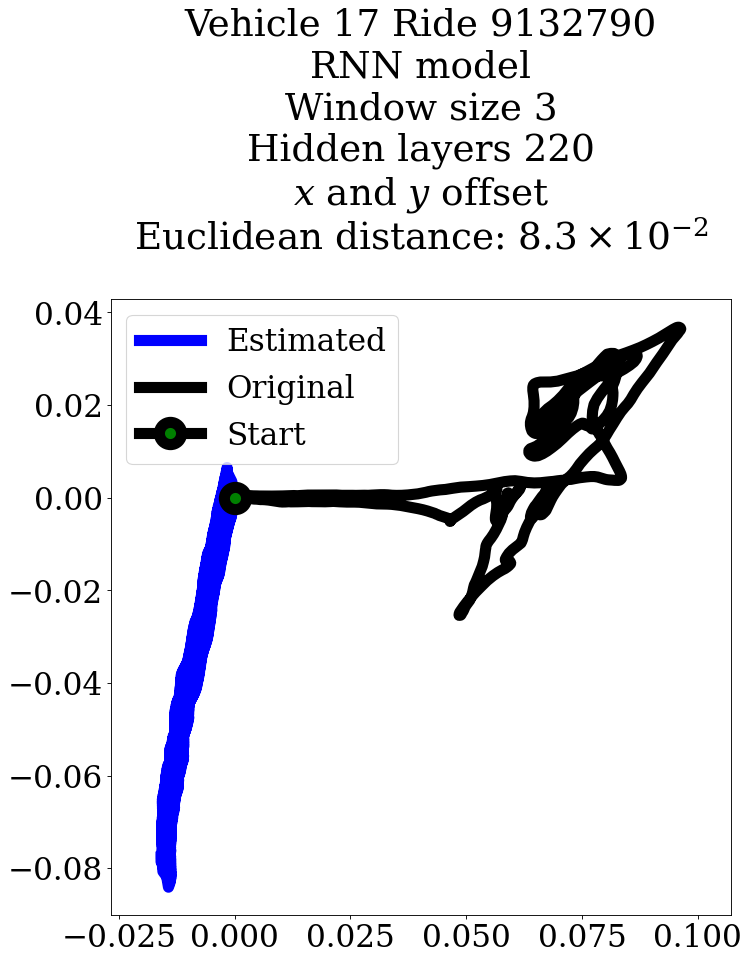 Vehicle 17 Ride 9132790
RNN model
Window size 3
Hidden layers 220
x and y offset
Euclidean distance: 8.3 × 10⁻²
Estimated
Original
Start
0.04
0.02
0.00
−0.02
−0.04
−0.06
−0.08
−0.025 0.000 0.025 0.050 0.075 0.100